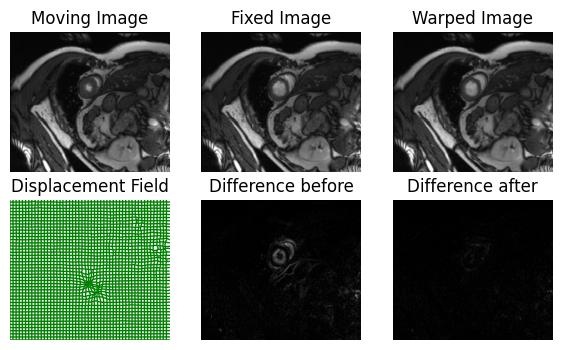 Moving Image
Fixed Image
Warped Image
Displacement Field
Difference before
Difference after